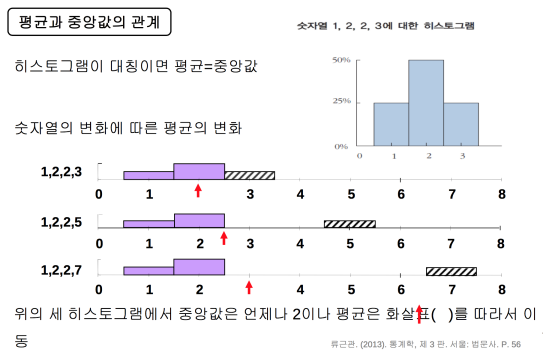 평균과 중앙값의 관계
숫자열 1, 2, 2, 3에 대한 히스토그램
히스토그램이 대칭이면 평균=중앙값
50%
25%
0%
0 1 2 3
숫자열의 변화에 따른 평균의 변화
1,2,2,3
0 1 2 3 4 5 6 7 8
1,2,2,5
0 1 2 3 4 5 6 7 8
1,2,2,7
0 1 2 3 4 5 6 7 8
위의 세 히스토그램에서 중앙값은 언제나 2이나 평균은 화살표( )를 따라서 이
동
류근관. (2013). 통계학, 제 3 판. 서울: 법문사. P. 56